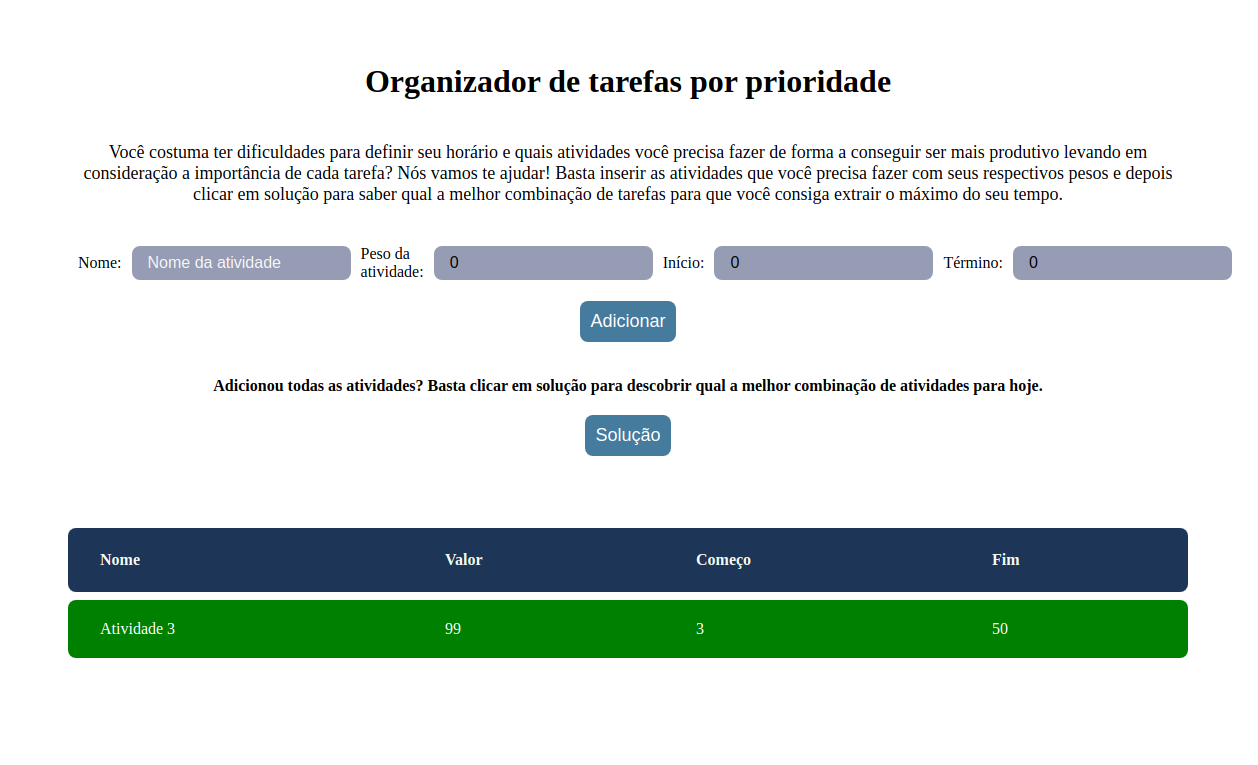 Organizador de tarefas por prioridade
Você costuma ter dificuldades para definir seu horário e quais atividades você precisa fazer de forma a conseguir ser mais produtivo levando em
consideração a importância de cada tarefa? Nós vamos te ajudar! Basta inserir as atividades que você precisa fazer com seus respectivos pesos e depois
clicar em solução para saber qual a melhor combinação de tarefas para que você consiga extrair o máximo do seu tempo.
Nome: Nome da atividade Peso da atividade: 0 Início: 0 Término: 0
Adicionar
Adicionou todas as atividades? Basta clicar em solução para descobrir qual a melhor combinação de atividades para hoje.
Solução
Nome Valor Começo Fim
Atividade 3 99 3 50